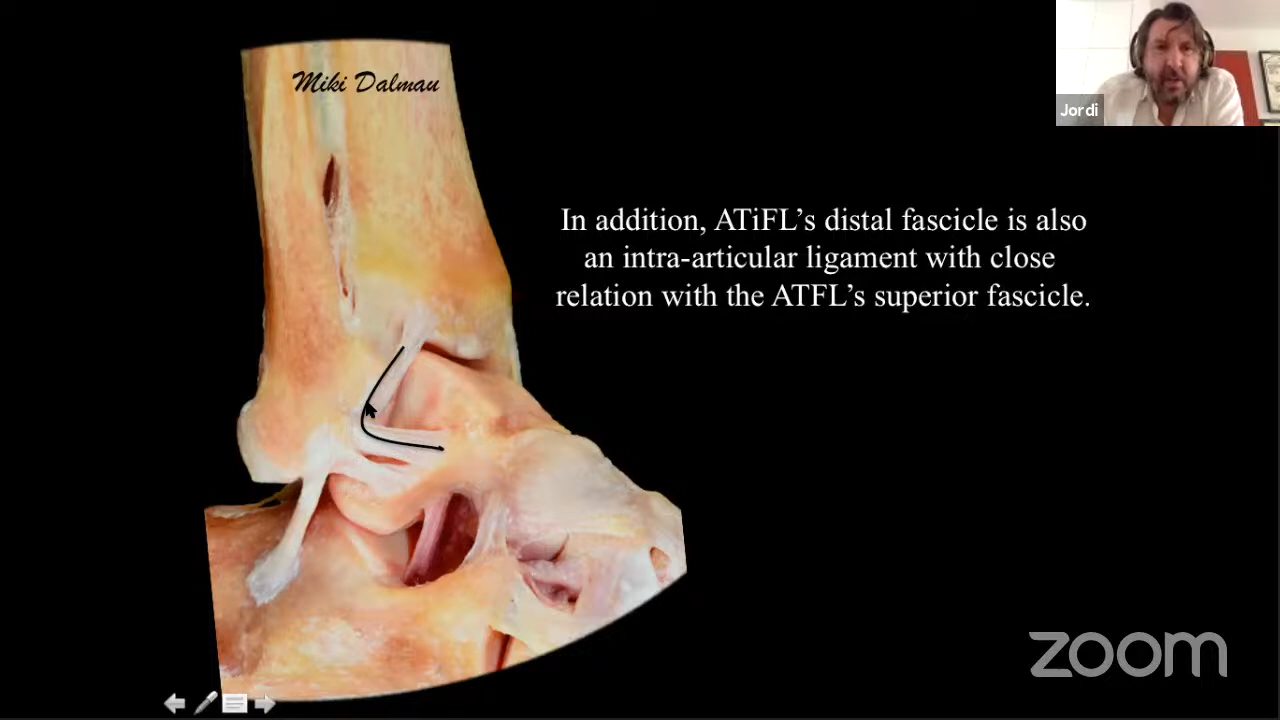 Miki Dalmau
Jordi
In addition, ATiFL’s distal fascicle is also
an intra-articular ligament with close
relation with the ATFL’s superior fascicle.
zoom